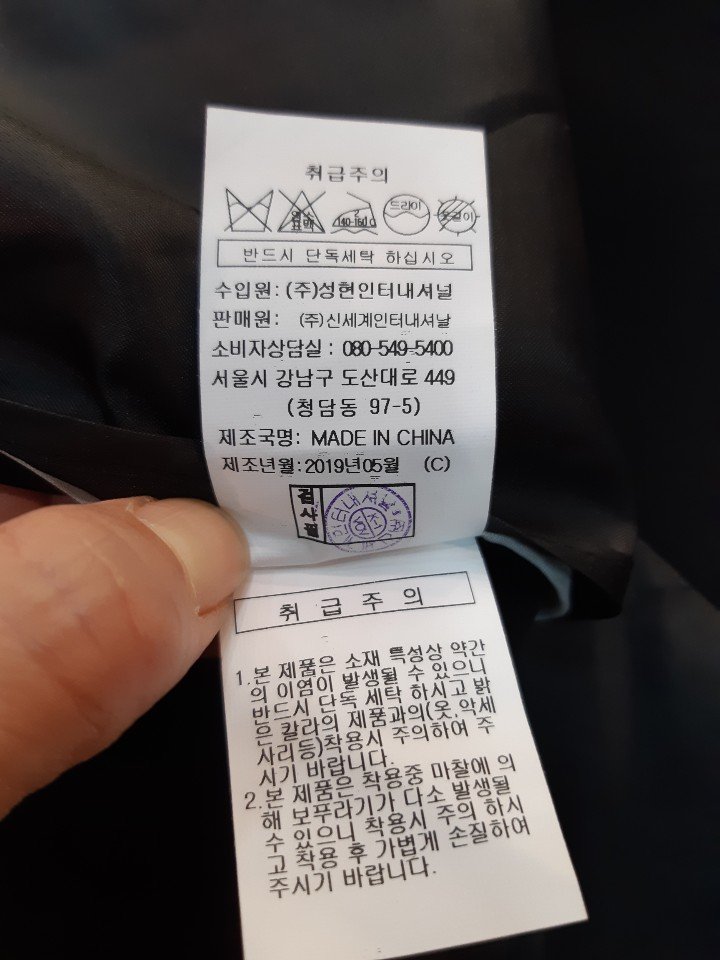 취급주의
염소
표백
2
140-160℃
드라이
옷걸이
반드시 단독세탁 하십시오
수입원: (주)성현인터내셔널
판매원: (주)신세계인터내셔날
소비자상담실 : 080-549-5400
서울시 강남구 도산대로 449
(청담동 97-5)
제조국명: MADE IN CHINA
제조년월:2019년05월 (C)
검사필
취급주의
1.본 제품은 소재 특성상 약간
의 이염이 발생될 수 있으니
반드시 단독 세탁 하시고 밝
은 칼라의 제품과의(옷,악세
사리등)착용시 주의하여 주
시기 바랍니다.
2.본 제품은 착용중 마찰에 의
해 보푸라기가 다소 발생될
수 있으니 착용시 주의 하시
고 착용 후 가볍게 손질하여
주시기 바랍니다.